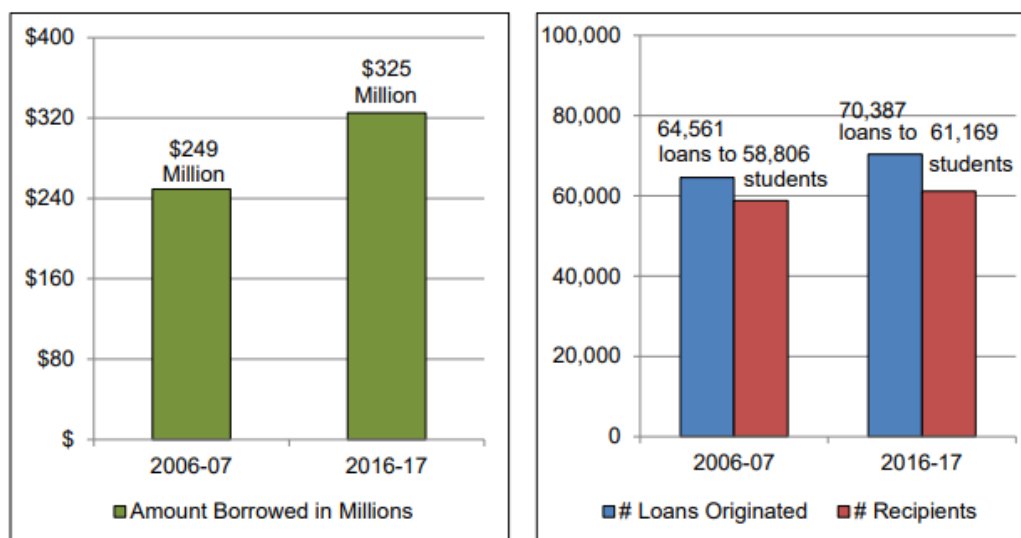 $400
$320
$240
$160
$80
$
$249
Million
$325
Million
2006-07 2016-17
Amount Borrowed in Millions
100,000
80,000
60,000
40,000
20,000
0
64,561
loans to 58,806
students
70,387
loans to 61,169
students
2006-07 2016-17
# Loans Originated # Recipients